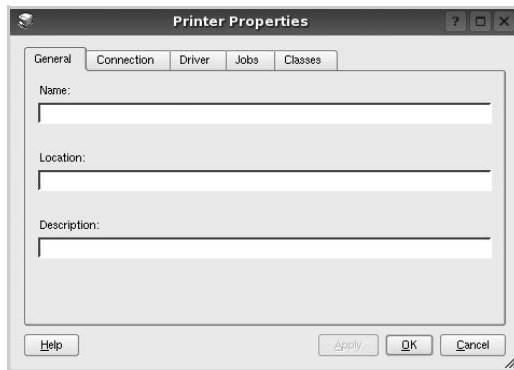 Printer Properties
?
X
General Connection Driver Jobs Classes
Name:
Location:
Description:
Help Apply OK Cancel